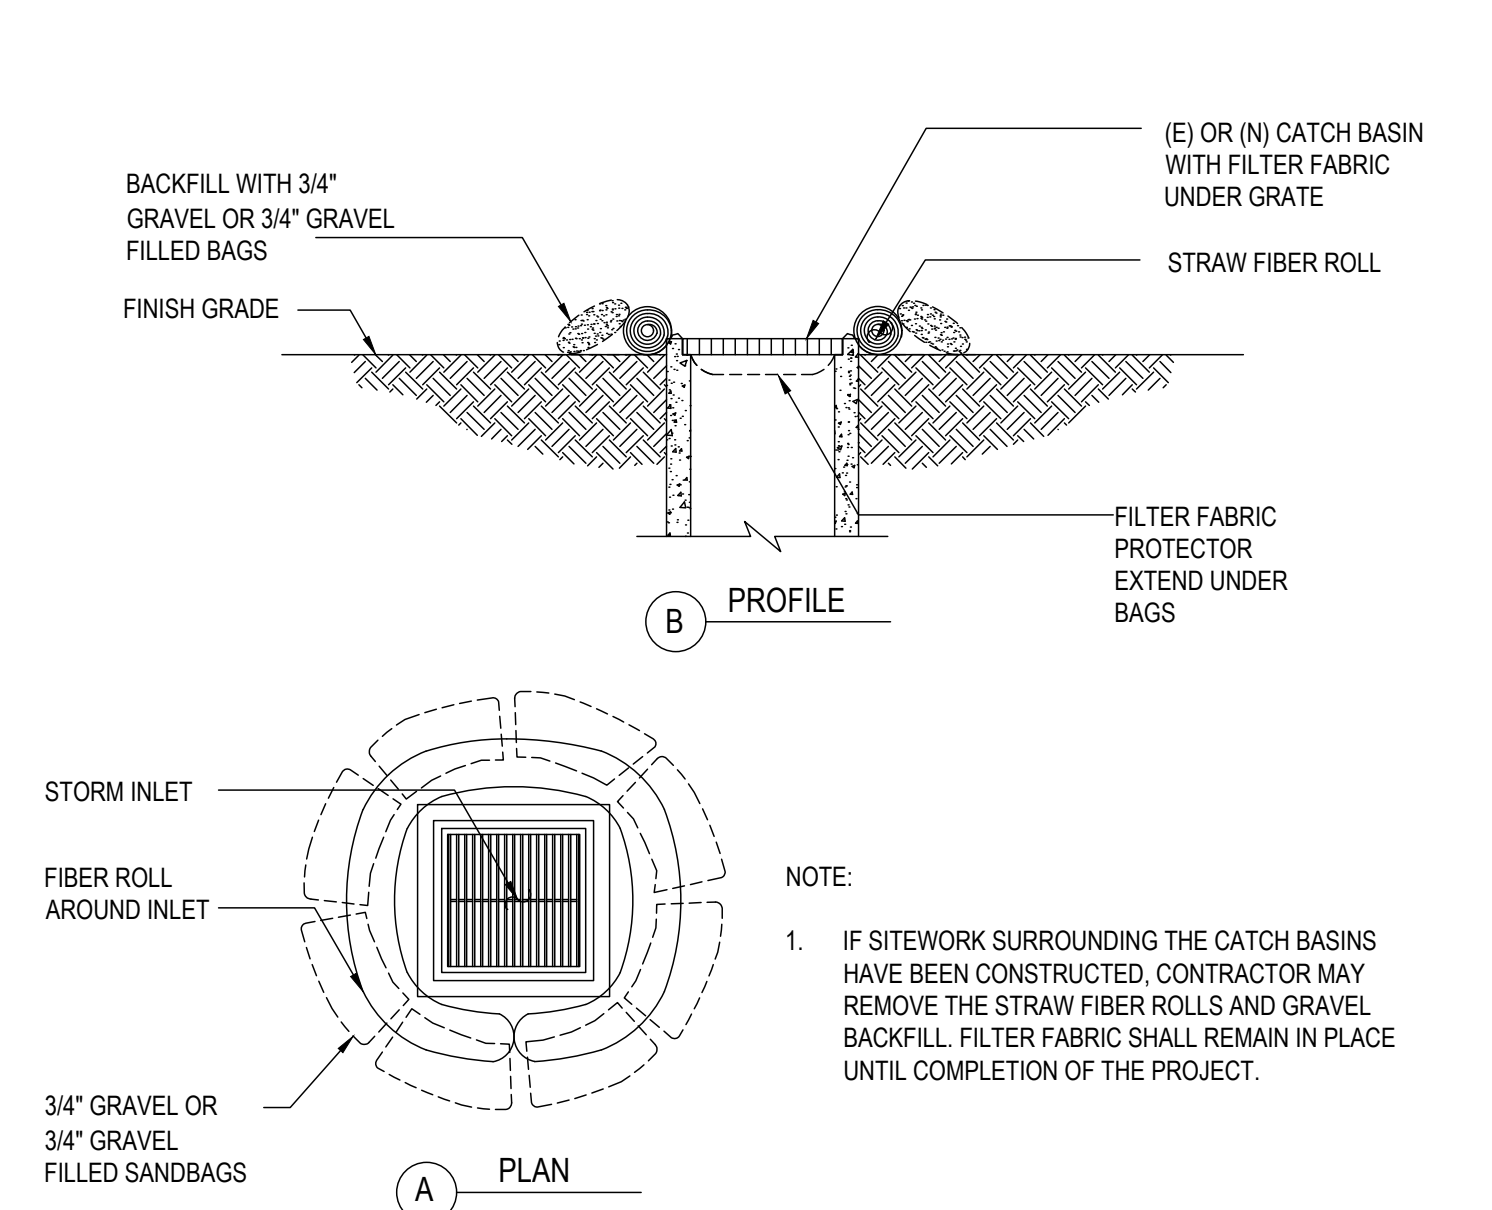 (E) OR (N) CATCH BASIN
WITH FILTER FABRIC
UNDER GRATE
BACKFILL WITH 3/4"
GRAVEL OR 3/4" GRAVEL
FILLED BAGS
STRAW FIBER ROLL
FINISH GRADE
FILTER FABRIC
PROTECTOR
EXTEND UNDER
BAGS
B PROFILE
STORM INLET
FIBER ROLL
AROUND INLET
3/4" GRAVEL OR
3/4" GRAVEL
FILLED SANDBAGS
A PLAN
NOTE:
1. IF SITEWORK SURROUNDING THE CATCH BASINS
HAVE BEEN CONSTRUCTED, CONTRACTOR MAY
REMOVE THE STRAW FIBER ROLLS AND GRAVEL
BACKFILL. FILTER FABRIC SHALL REMAIN IN PLACE
UNTIL COMPLETION OF THE PROJECT.